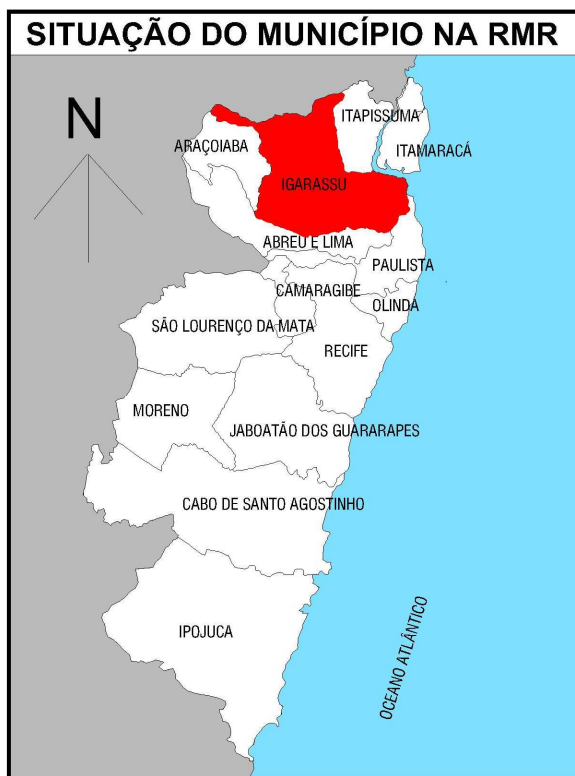 SITUAÇÃO DO MUNICÍPIO NA RMR
N
ITAPISSUMA
ARAÇOIABA
ITAMARACÁ
IGARASSU
ABREU E LIMA
PAULISTA
CAMARAGIBE
OLINDA
SÃO LOURENÇO DA MATA
RECIFE
MORENO
JABOATÃO DOS GUARARAPES
CABO DE SANTO AGOSTINHO
IPOJUCA
OCEANO ATLÂNTICO